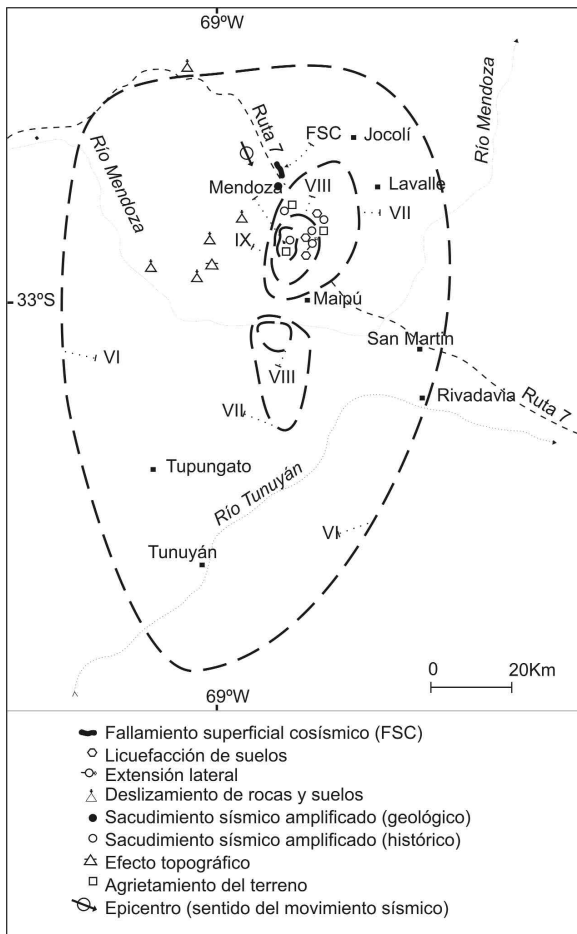 69ºW
Río Mendoza
Ruta 7
FSC
Jocolí
Río Mendoza
Mendoza
VIII
Lavalle
VII
IX
33ºS
Maipú
San Martín
VI
VIII
Rivadavia
VII
Ruta 7
Tupungato
Río Tunuyán
VI
Tunuyán
0 20Km
69ºW
Fallamiento superficial cosísmico (FSC)
Licuefacción de suelos
Extensión lateral
Deslizamiento de rocas y suelos
Sacudimiento sísmico amplificado (geológico)
Sacudimiento sísmico amplificado (histórico)
Efecto topográfico
Agrietamiento del terreno
Epicentro (sentido del movimiento sísmico)